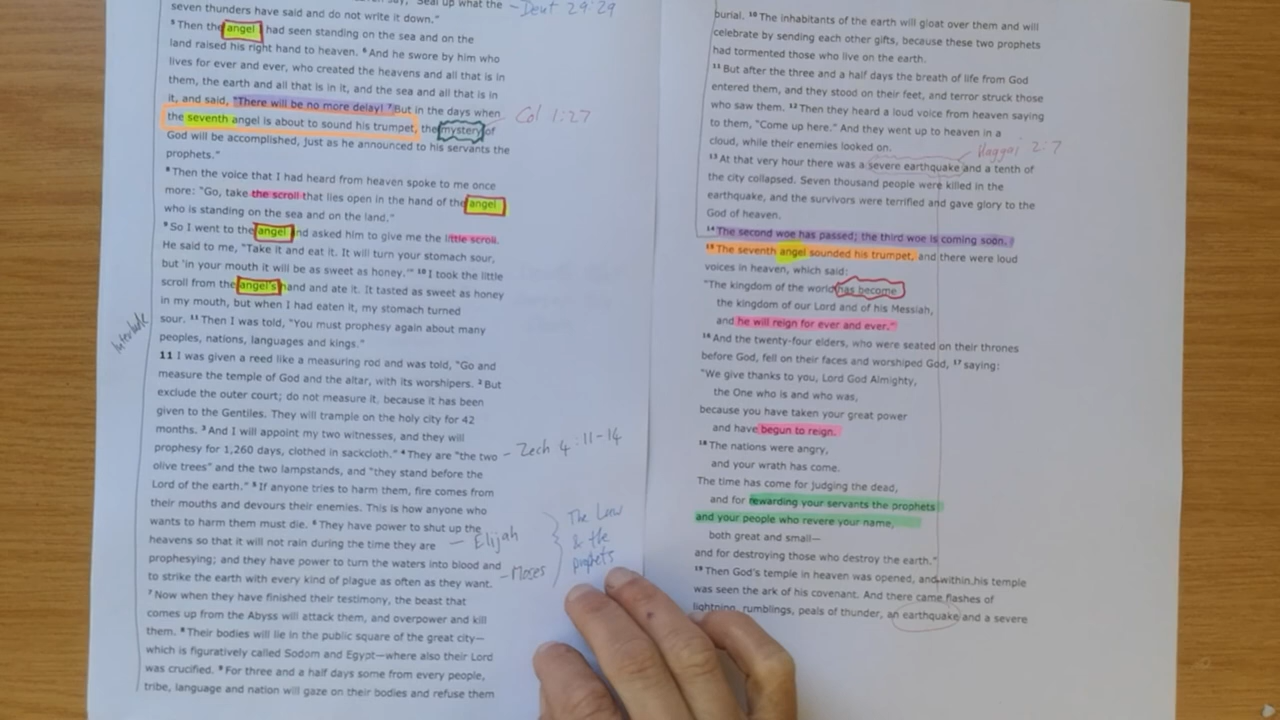 Seal up what the
seven thunders have said and do not write it down."
Deut 29:29
5 Then the angel I had seen standing on the sea and on the
land raised his right hand to heaven. 6 And he swore by him who
lives for ever and ever, who created the heavens and all that is in
them, the earth and all that is in it, and the sea and all that is in
it, and said, "There will be no more delay! 7 But in the days when
Col 1:27
the seventh angel is about to sound his trumpet, the mystery of
God will be accomplished, just as he announced to his servants the
prophets."
8 Then the voice that I had heard from heaven spoke to me once
more: "Go, take the scroll that lies open in the hand of the angel
who is standing on the sea and on the land."
9 So I went to the angel and asked him to give me the little scroll.
He said to me, "Take it and eat it. It will turn your stomach sour,
but 'in your mouth it will be as sweet as honey.'" 10 I took the little
scroll from the angel's hand and ate it. It tasted as sweet as honey
in my mouth, but when I had eaten it, my stomach turned
sour. 11 Then I was told, "You must prophesy again about many
peoples, nations, languages and kings."
Interlude
11 I was given a reed like a measuring rod and was told, "Go and
measure the temple of God and the altar, with its worshipers. 2 But
exclude the outer court; do not measure it, because it has been
given to the Gentiles. They will trample on the holy city for 42
months. 3 And I will appoint my two witnesses, and they will
prophesy for 1,260 days, clothed in sackcloth." 4 They are "the two
Zech 4:11-14
olive trees" and the two lampstands, and "they stand before the
Lord of the earth." 5 If anyone tries to harm them, fire comes from
their mouths and devours their enemies. This is how anyone who
wants to harm them must die. 6 They have power to shut up the
heavens so that it will not rain during the time they are
Elijah
prophesying; and they have power to turn the waters into blood and
to strike the earth with every kind of plague as often as they want.
Moses
The Law
& the
prophets
7 Now when they have finished their testimony, the beast that
comes up from the Abyss will attack them, and overpower and kill
them. 8 Their bodies will lie in the public square of the great city—
which is figuratively called Sodom and Egypt—where also their Lord
was crucified. 9 For three and a half days some from every people,
tribe, language and nation will gaze on their bodies and refuse them
burial. 10 The inhabitants of the earth will gloat over them and will
celebrate by sending each other gifts, because these two prophets
had tormented those who live on the earth.
11 But after the three and a half days the breath of life from God
entered them, and they stood on their feet, and terror struck those
who saw them. 12 Then they heard a loud voice from heaven saying
to them, "Come up here." And they went up to heaven in a
cloud, while their enemies looked on.
Haggai 2:7
13 At that very hour there was a severe earthquake and a tenth of
the city collapsed. Seven thousand people were killed in the
earthquake, and the survivors were terrified and gave glory to the
God of heaven.
14 The second woe has passed; the third woe is coming soon.
15 The seventh angel sounded his trumpet, and there were loud
voices in heaven, which said:
"The kingdom of the world has become
the kingdom of our Lord and of his Messiah,
and he will reign for ever and ever."
16 And the twenty-four elders, who were seated on their thrones
before God, fell on their faces and worshiped God, 17 saying:
"We give thanks to you, Lord God Almighty,
the One who is and who was,
because you have taken your great power
and have begun to reign.
18 The nations were angry,
and your wrath has come.
The time has come for judging the dead,
and for rewarding your servants the prophets
and your people who revere your name,
both great and small—
and for destroying those who destroy the earth."
19 Then God's temple in heaven was opened, and within his temple
was seen the ark of his covenant. And there came flashes of
lightning, rumblings, peals of thunder, an earthquake and a severe